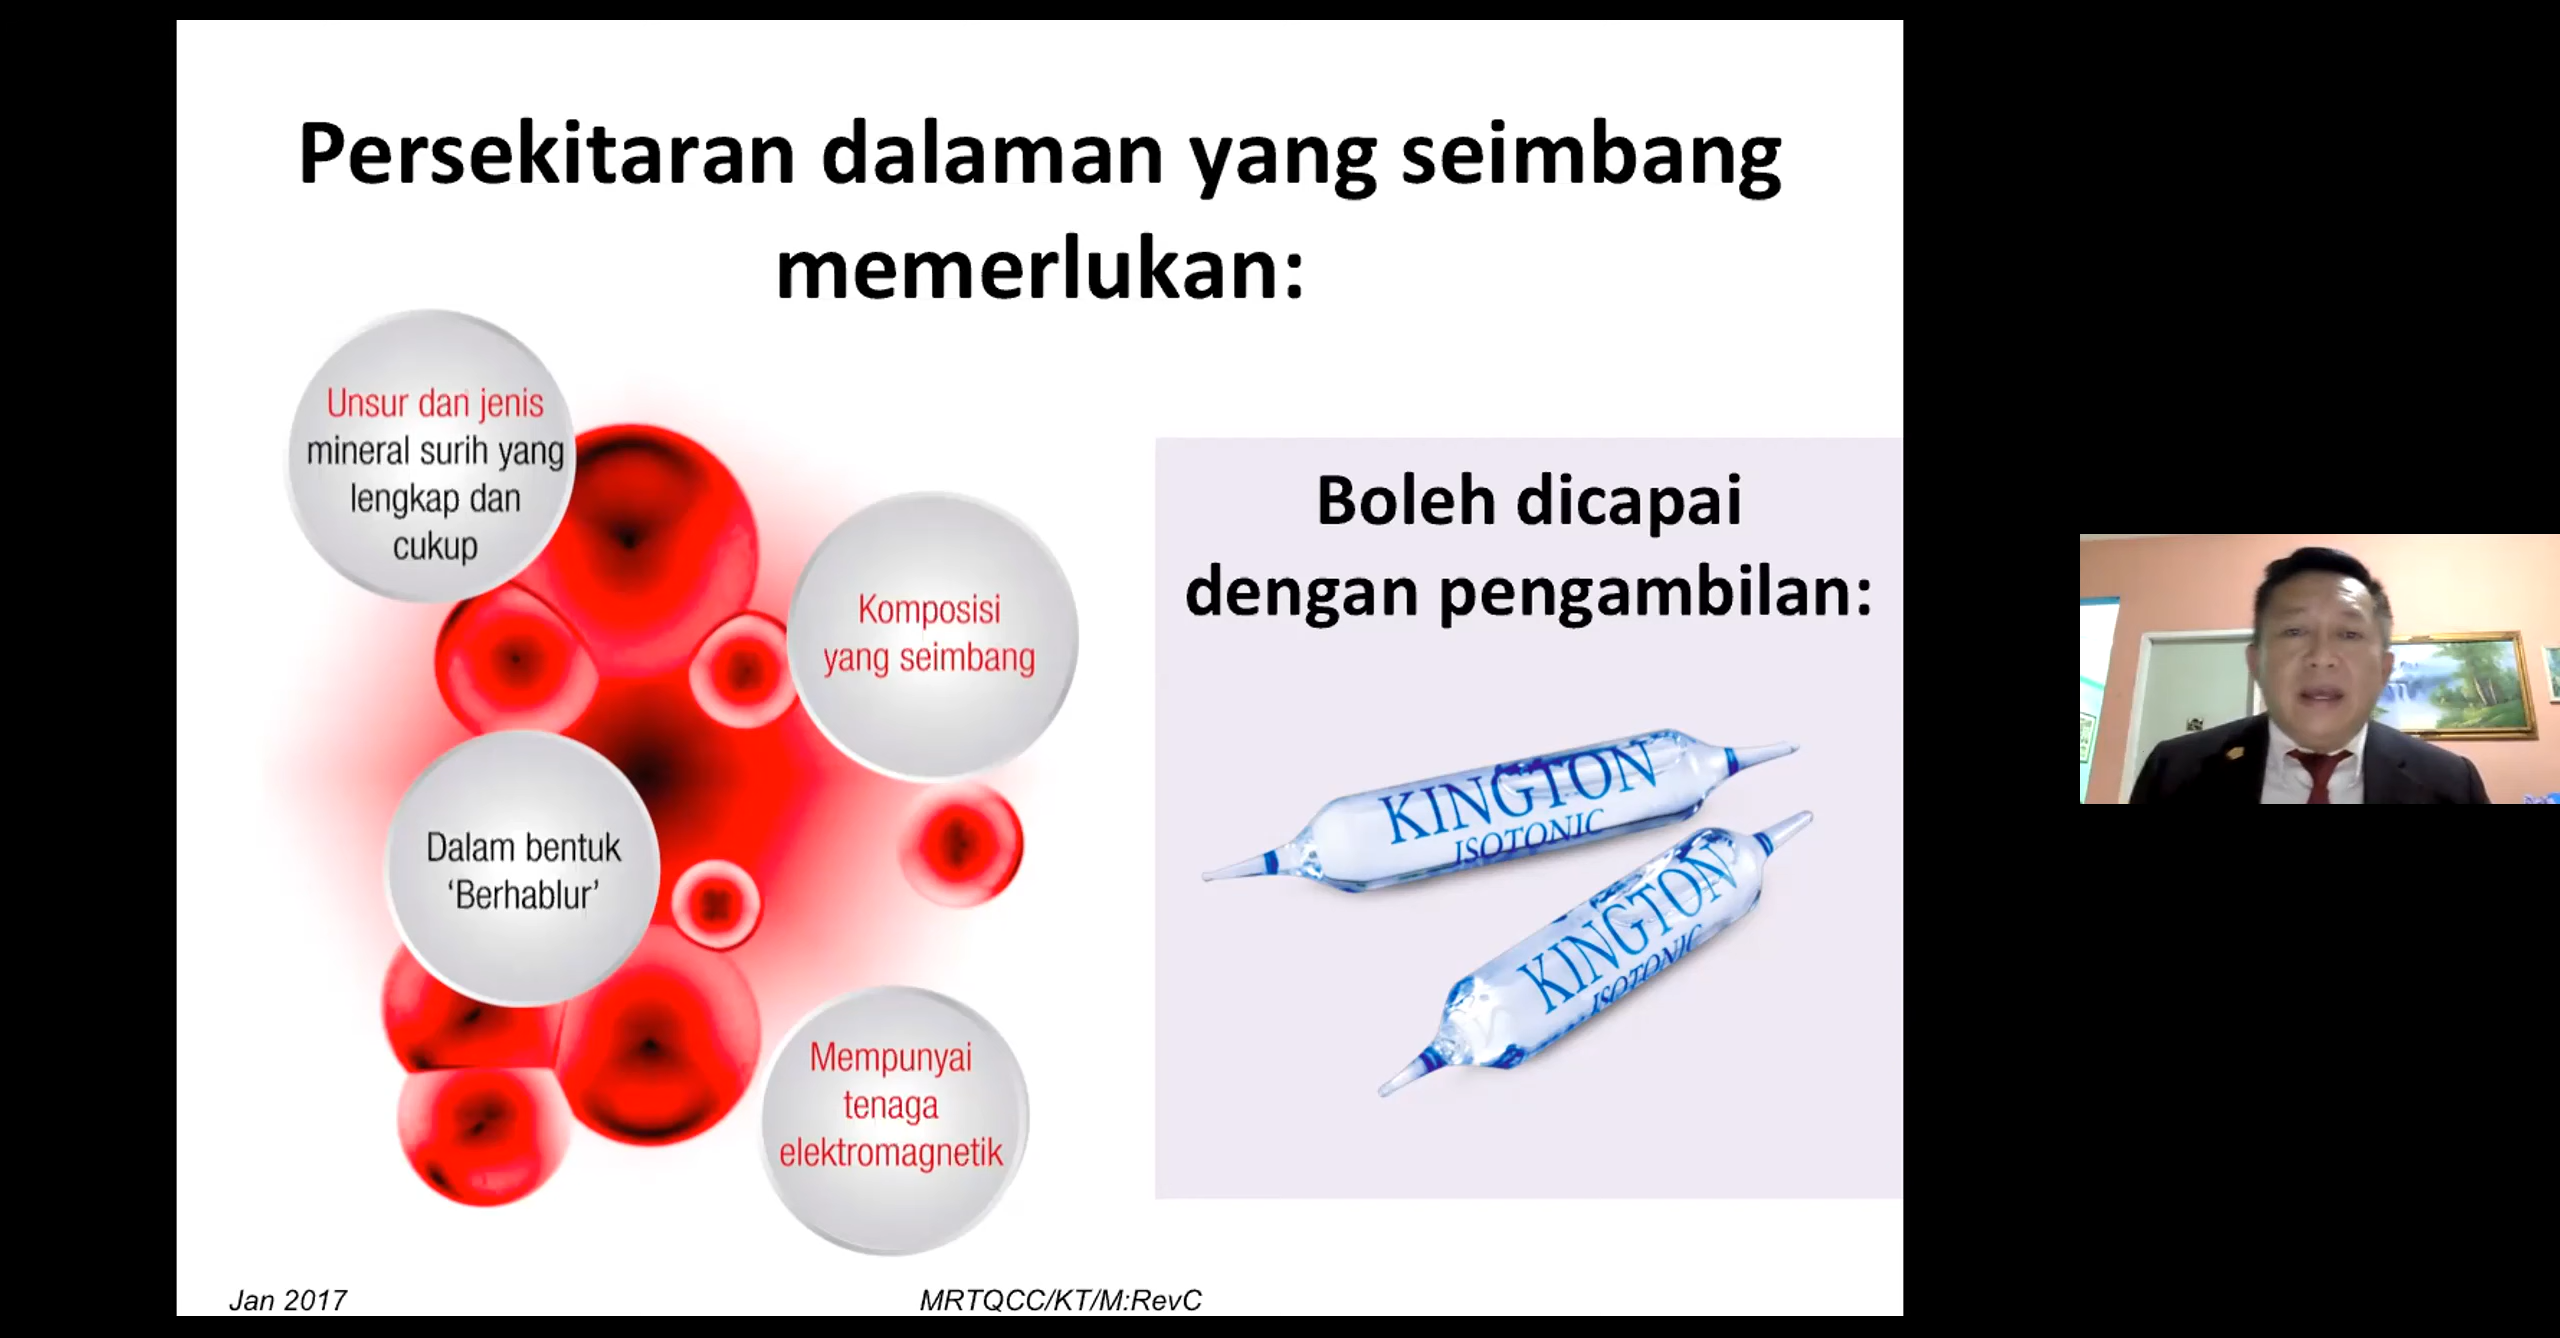 Persekitaran dalaman yang seimbang
memerlukan:
Unsur dan jenis
mineral surih yang
lengkap dan
cukup
Komposisi
yang seimbang
Dalam bentuk
‘Berhablur’
Mempunyai
tenaga
elektromagnetik
Boleh dicapai
dengan pengambilan:
KINGTON
ISOTONIC
KINGTON
ISOTONIC
Jan 2017
MRTQCC/KT/M:RevC